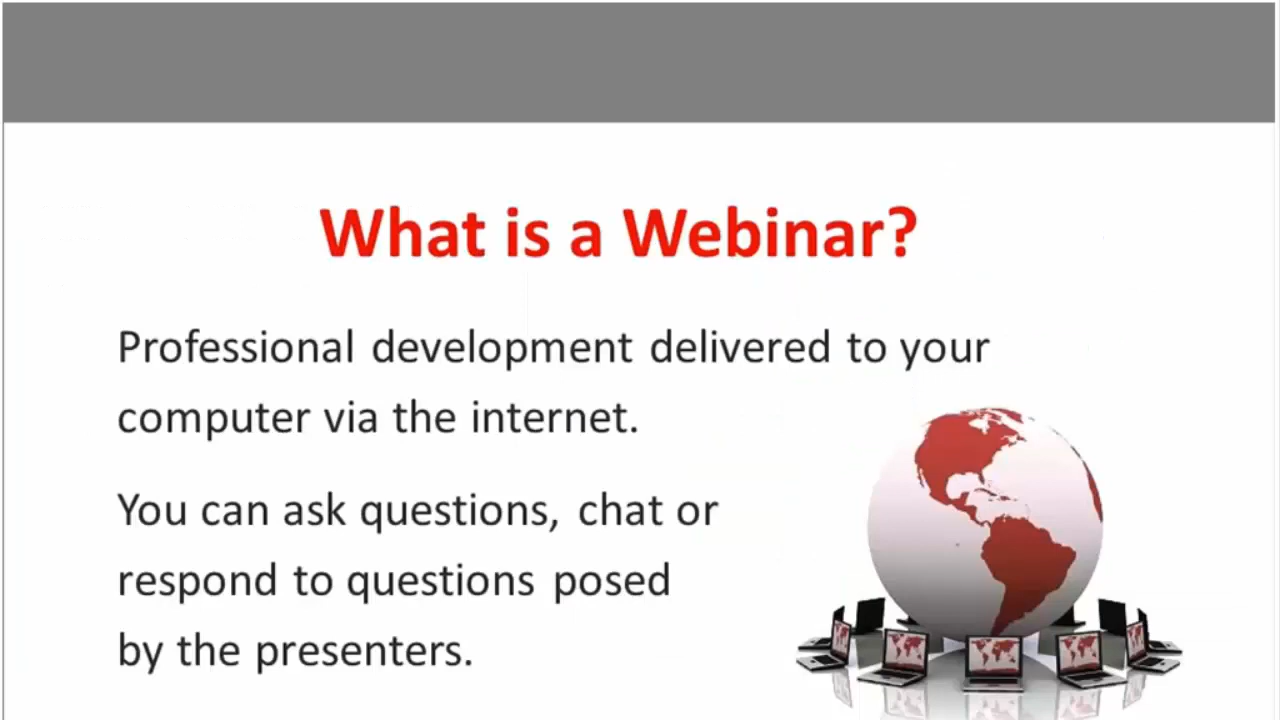 What is a Webinar?
Professional development delivered to your
computer via the internet.
You can ask questions, chat or
respond to questions posed
by the presenters.